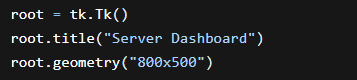 root = tk.Tk()
root.title("Server Dashboard")
root.geometry("800x500")